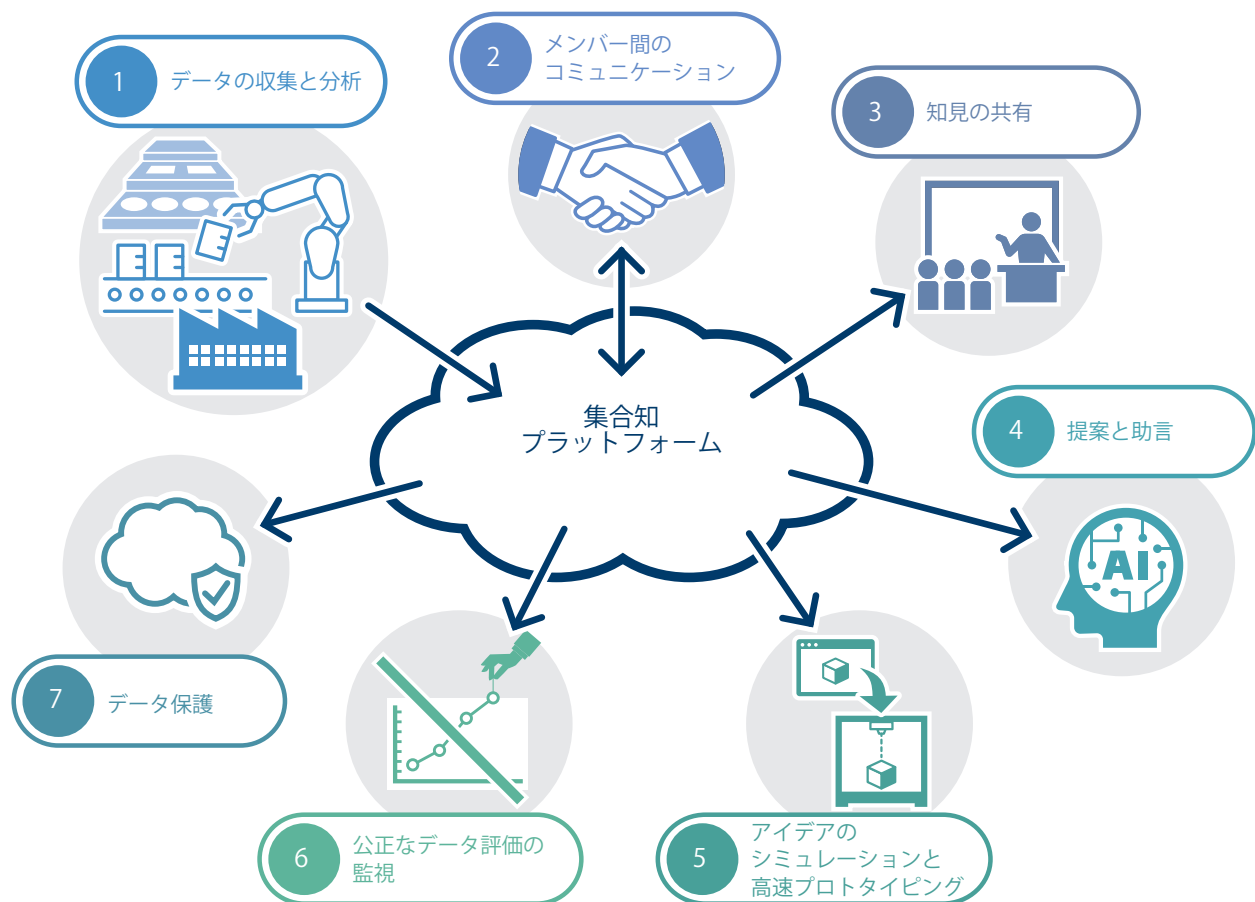 1
データの収集と分析
2
メンバー間の
コミュニケーション
3
知見の共有
集合知
プラットフォーム
4
提案と助言
AI
7
データ保護
6
公正なデータ評価の
監視
5
アイデアの
シミュレーションと
高速プロトタイピング